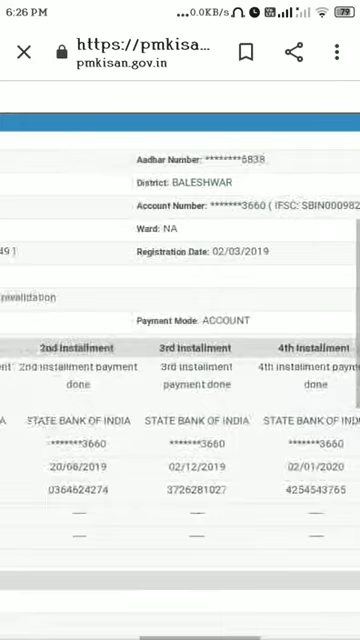 6:26 PM ...0.0KB/s 79
https://pmkisa...
pmkisan.gov.in
Aadhar Number: ********6838
District: BALESHWAR
Account Number: *******3660 ( IFSC: SBIN000982
Ward: NA
49 ) Registration Date: 02/03/2019
revalidation
Payment Mode: ACCOUNT
2nd Installment 3rd Installment 4th Installment
2nd Installment payment done 3rd Installment payment done 4th Installment done
A STATE BANK OF INDIA STATE BANK OF INDIA STATE BANK OF
*******3660 *******3660 *******3660
20/06/2019 02/12/2019 02/01/2020
0364624274 3726281027 4254543765
— — —
— — —